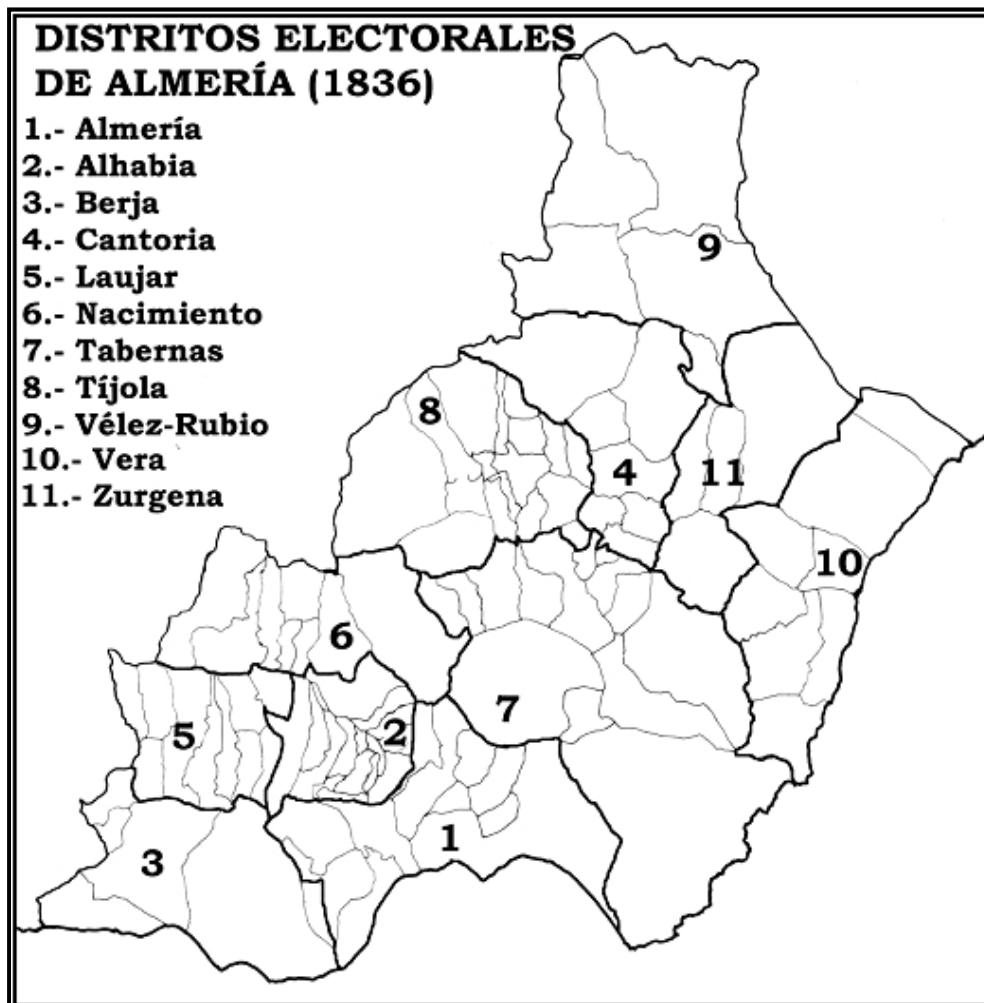 DISTRITOS ELECTORALES
DE ALMERÍA (1836)
1.- Almería
2.- Alhabia
3.- Berja
4.- Cantoria
5.- Laujar
6.- Nacimiento
7.- Tabernas
8.- Tíjola
9.- Vélez-Rubio
10.- Vera
11.- Zurgena
9
8
4
11
10
6
7
2
5
1
3